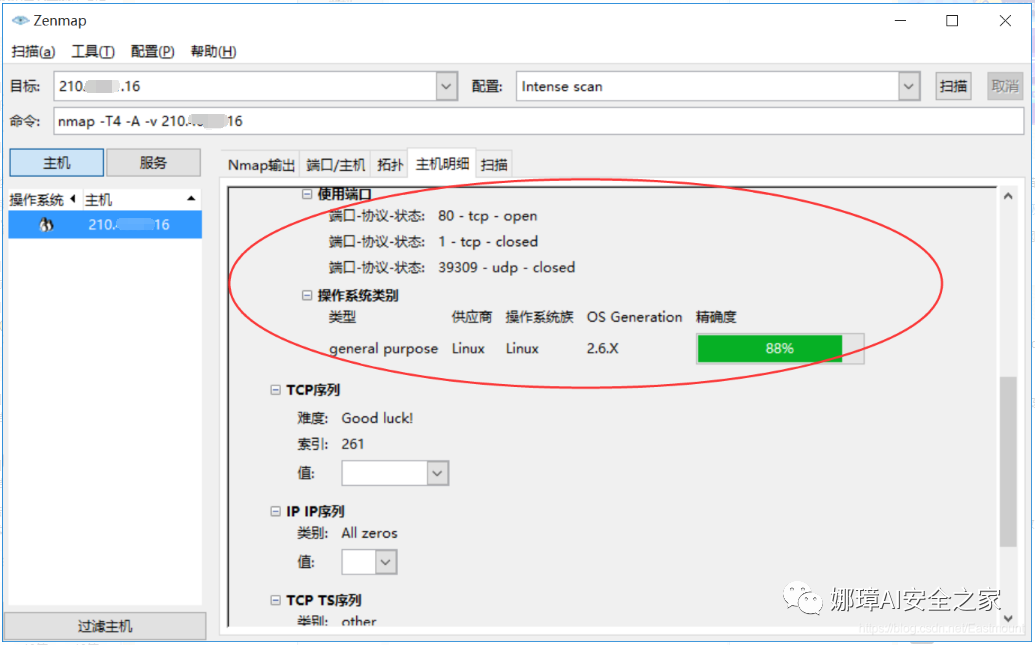 Zenmap
扫描(a) 工具(T) 配置(P) 帮助(H)
目标: 210. .16 配置: Intense scan 扫描 取消
命令: nmap -T4 -A -v 210. 16
主机 服务 Nmap输出 端口/主机 拓扑 主机明细 扫描
操作系统 主机
210. 16
使用端口
端口-协议-状态: 80 - tcp - open
端口-协议-状态: 1 - tcp - closed
端口-协议-状态: 39309 - udp - closed
操作系统类别
类型 供应商 操作系统族 OS Generation 精确度
general purpose Linux Linux 2.6.X 88%
TCP序列
难度: Good luck!
索引: 261
值:
IP IP序列
类别: All zeros
值:
TCP TS序列
类别: other
娜璋AI安全之家
过滤主机